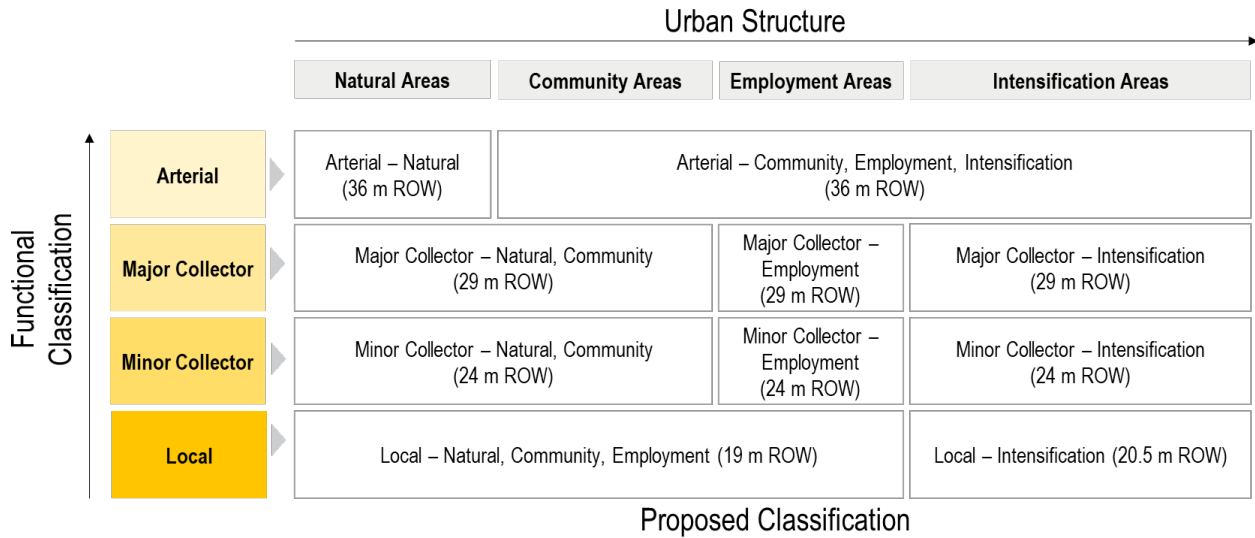 Urban Structure
Natural Areas
Community Areas
Employment Areas
Intensification Areas
Functional
Classification
Arterial
Arterial – Natural
(36 m ROW)
Arterial – Community, Employment, Intensification
(36 m ROW)
Major Collector
Major Collector – Natural, Community
(29 m ROW)
Major Collector –
Employment
(29 m ROW)
Major Collector – Intensification
(29 m ROW)
Minor Collector
Minor Collector – Natural, Community
(24 m ROW)
Minor Collector –
Employment
(24 m ROW)
Minor Collector – Intensification
(24 m ROW)
Local
Local – Natural, Community, Employment (19 m ROW)
Local – Intensification (20.5 m ROW)
Proposed Classification